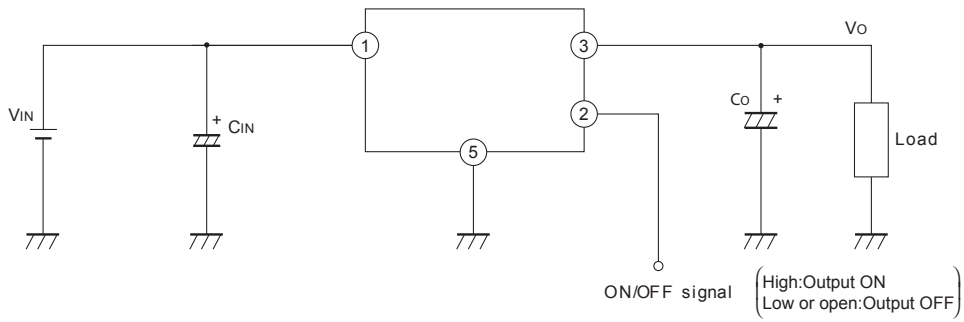 1
3
VO
VIN
+
CIN
2
CO
+
Load
5
ON/OFF signal
High:Output ON
Low or open:Output OFF